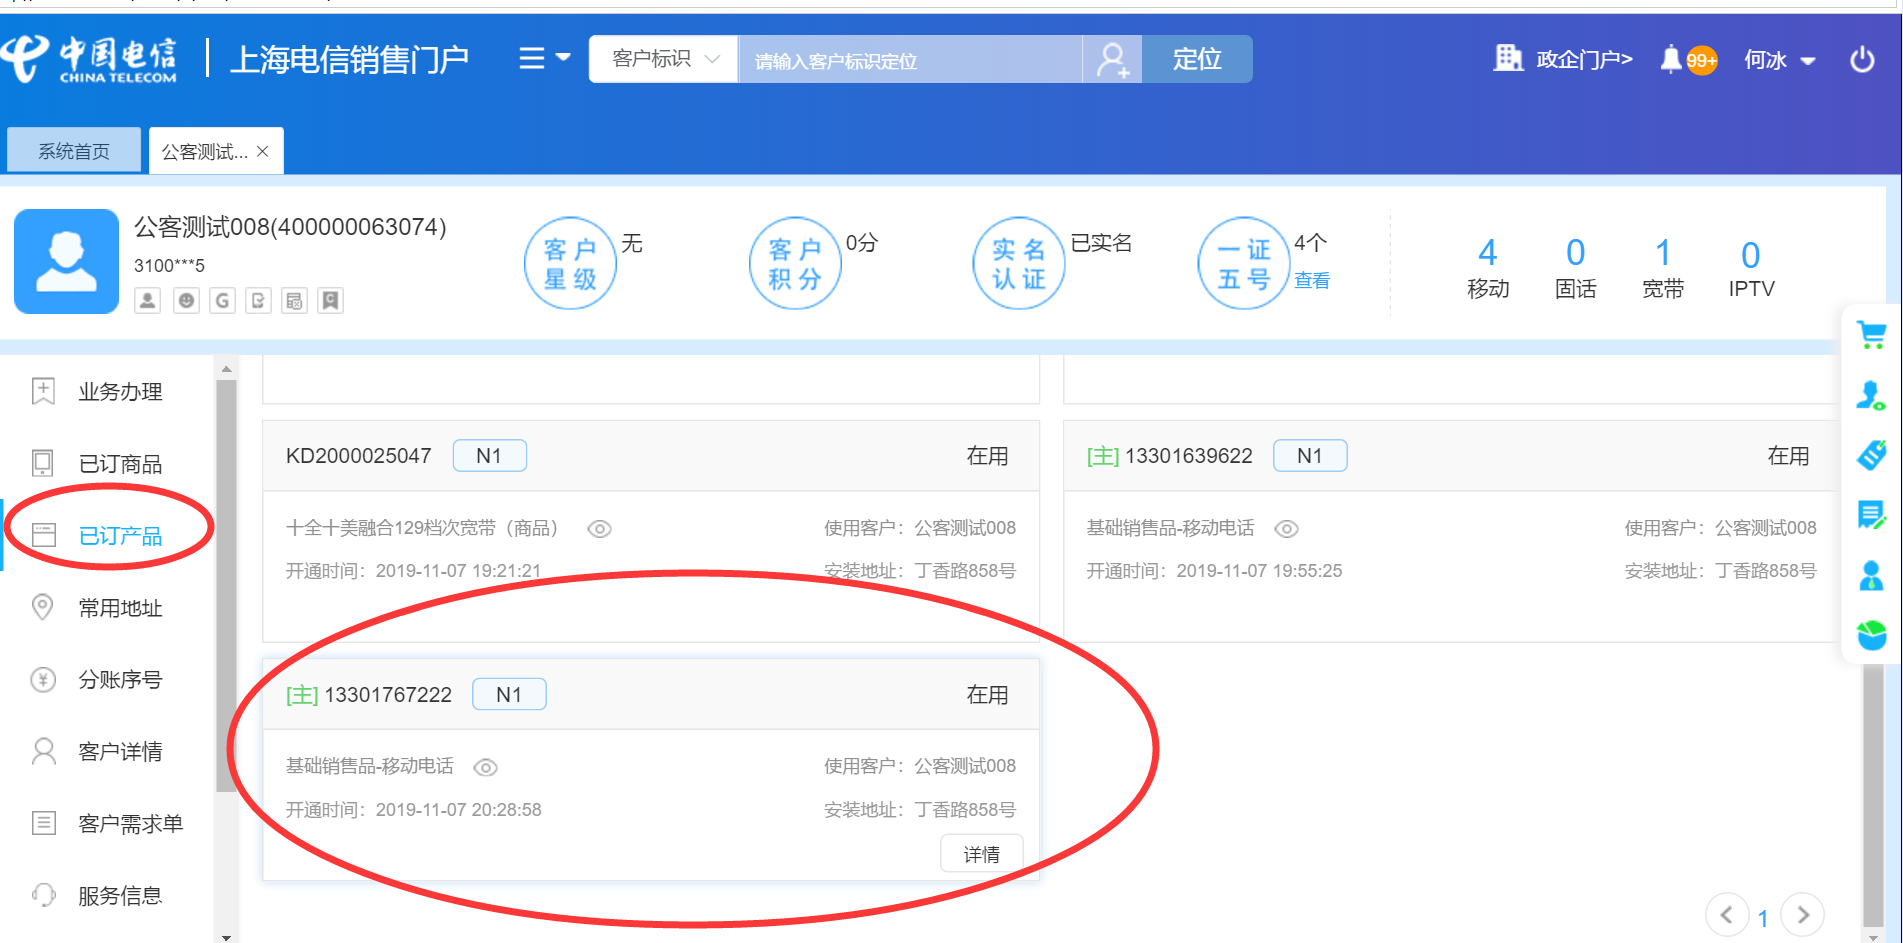 中国电信
CHINA TELECOM
上海电信销售门户
客户标识
请输入客户标识定位
定位
政企门户>
99+
何冰
系统首页
公客测试...
公客测试008(400000063074)
3100***5
G
客户
星级
无
客户
积分
0分
实名
认证
已实名
一证
五号
4个
查看
4
移动
0
固话
1
宽带
0
IPTV
业务办理
已订商品
已订产品
常用地址
分账序号
客户详情
客户需求单
服务信息
KD2000025047
N1
在用
十全十美融合129档次宽带（商品）
使用客户：公客测试008
开通时间：2019-11-07 19:21:21
安装地址：丁香路858号
[主] 13301639622
N1
在用
基础销售品-移动电话
使用客户：公客测试008
开通时间：2019-11-07 19:55:25
安装地址：丁香路858号
[主] 13301767222
N1
在用
基础销售品-移动电话
使用客户：公客测试008
开通时间：2019-11-07 20:28:58
安装地址：丁香路858号
详情
1